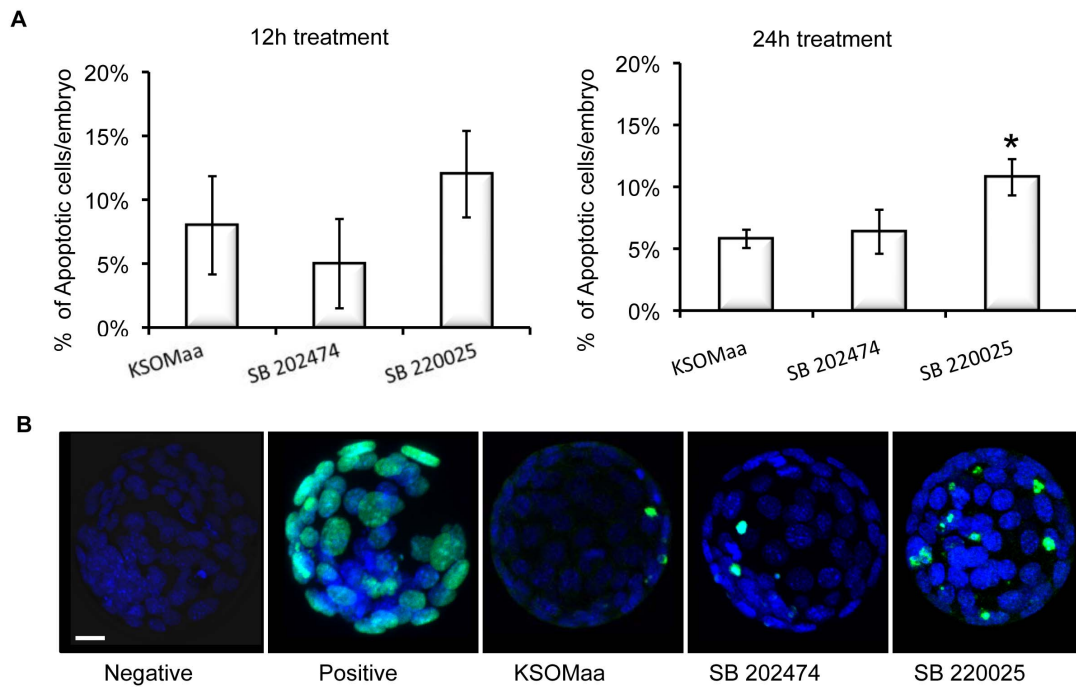 A
12h treatment
% of Apoptotic cells/embryo
20%
15%
10%
5%
0%
KSOMaa
SB 202474
SB 220025
24h treatment
% of Apoptotic cells/embryo
20%
15%
10%
5%
0%
*
KSOMaa
SB 202474
SB 220025
B
Negative
Positive
KSOMaa
SB 202474
SB 220025